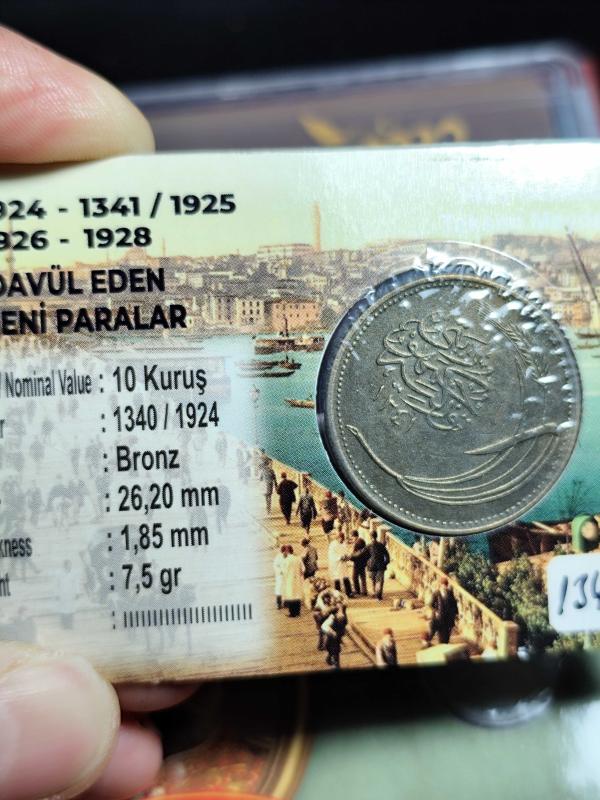 924 - 1341 / 1925
926 - 1928
DAVÜL EDEN
ENİ PARALAR
Nominal Value : 10 Kuruş
: 1340 / 1924
: Bronz
: 26,20 mm
kness : 1,85 mm
: 7,5 gr
134